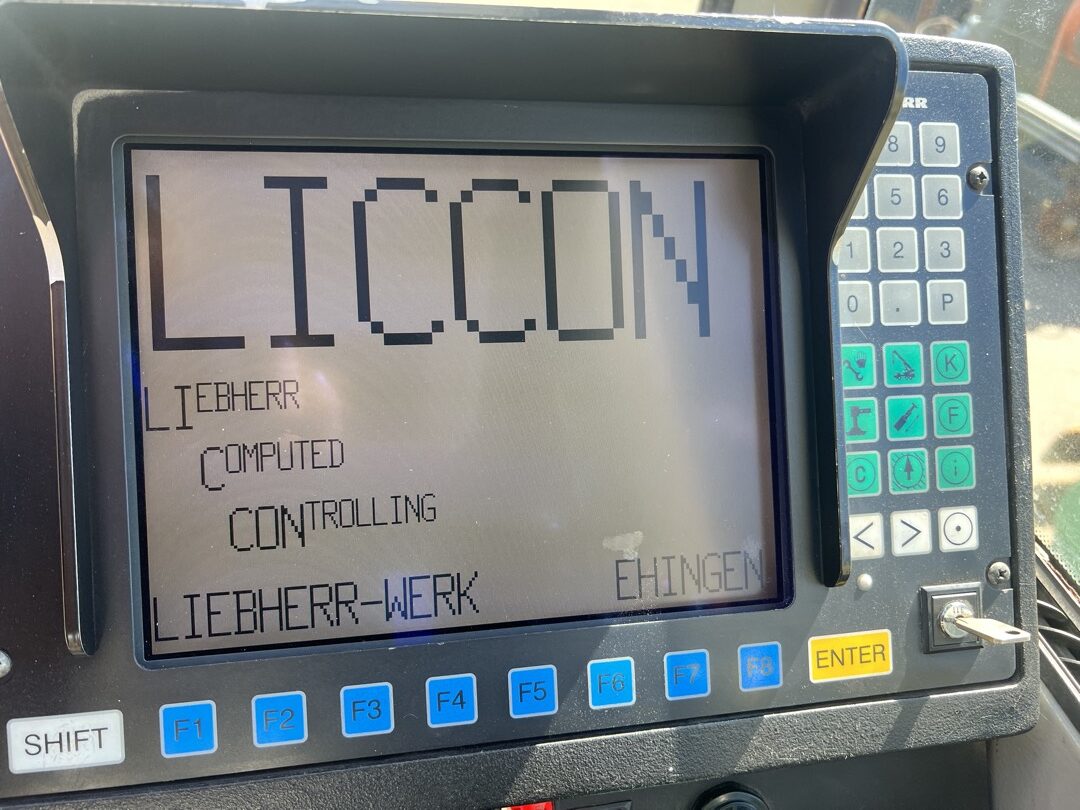 LICCON
LIEBHERR
COMPUTED
CONTROLLING
LIEBHERR-WERK EHINGEN
8 9
5 6
1 2 3
0 . P
K
F
C i
< >
SHIFT F1 F2 F3 F4 F5 F6 F7 F8 ENTER